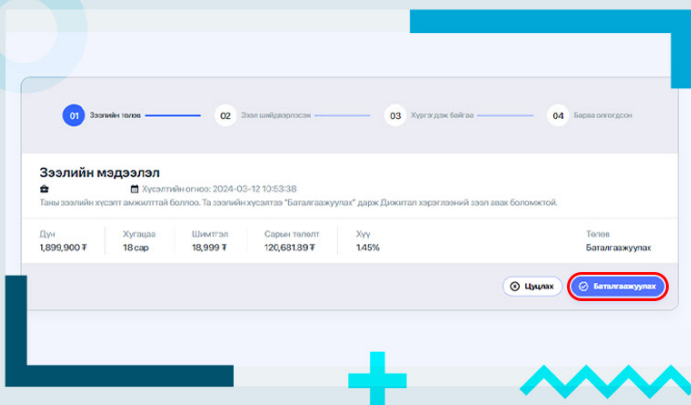 01 Зээлийн төлөв
02 Зээл шийдвэрлэсэн
03 Хүргэгдэж байгаа
04 Бараа олгогдсон
Зээлийн мэдээлэл
Хүсэлтийн огноо: 2024-03-12 10:53:38
Таны зээлийн хүсэлт амжилттай боллоо. Та зээлийн хүсэлтээ "Баталгаажуулах" дарж Дижитал хэрэглээний зээл авах боломжтой.
Дүн Хугацаа Шимтгэл Сарын төлөлт Хүү Төлөв
1,899,900 ₮ 18 сар 18,999 ₮ 120,681.89 ₮ 1.45% Баталгаажуулах
Цуцлах Баталгаажуулах